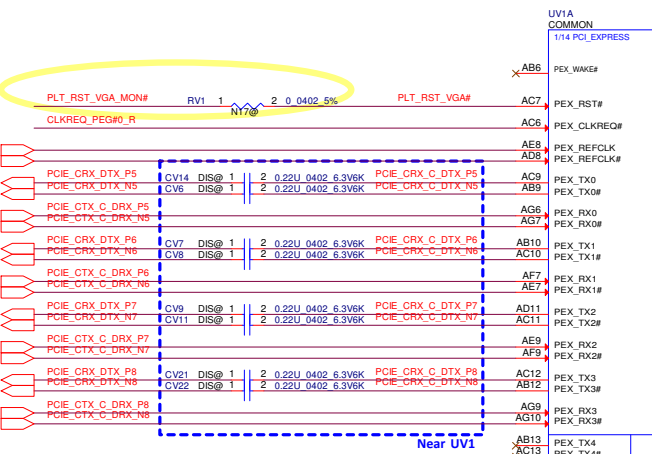 UV1A
COMMON
1/14 PCI_EXPRESS
AB6 PEX_WAKE#
PLT_RST_VGA_MON# RV1 1 2 0_0402_5% PLT_RST_VGA# AC7 PEX_RST#
N17@
CLKREQ_PEG#0_R AC6 PEX_CLKREQ#
AE8 PEX_REFCLK
AD8 PEX_REFCLK#
PCIE_CRX_DTX_P5 CV14 DIS@ 1 2 0.22U_0402_6.3V6K PCIE_CRX_C_DTX_P5 AC9 PEX_TX0
PCIE_CRX_DTX_N5 CV6 DIS@ 1 2 0.22U_0402_6.3V6K PCIE_CRX_C_DTX_N5 AB9 PEX_TX0#
PCIE_CTX_C_DRX_P5 AG6 PEX_RX0
PCIE_CTX_C_DRX_N5 AG7 PEX_RX0#
PCIE_CRX_DTX_P6 CV7 DIS@ 1 2 0.22U_0402_6.3V6K PCIE_CRX_C_DTX_P6 AB10 PEX_TX1
PCIE_CRX_DTX_N6 CV8 DIS@ 1 2 0.22U_0402_6.3V6K PCIE_CRX_C_DTX_N6 AC10 PEX_TX1#
PCIE_CTX_C_DRX_P6 AF7 PEX_RX1
PCIE_CTX_C_DRX_N6 AE7 PEX_RX1#
PCIE_CRX_DTX_P7 CV9 DIS@ 1 2 0.22U_0402_6.3V6K PCIE_CRX_C_DTX_P7 AD11 PEX_TX2
PCIE_CRX_DTX_N7 CV11 DIS@ 1 2 0.22U_0402_6.3V6K PCIE_CRX_C_DTX_N7 AC11 PEX_TX2#
PCIE_CTX_C_DRX_P7 AE9 PEX_RX2
PCIE_CTX_C_DRX_N7 AF9 PEX_RX2#
PCIE_CRX_DTX_P8 CV21 DIS@ 1 2 0.22U_0402_6.3V6K PCIE_CRX_C_DTX_P8 AC12 PEX_TX3
PCIE_CRX_DTX_N8 CV22 DIS@ 1 2 0.22U_0402_6.3V6K PCIE_CRX_C_DTX_N8 AB12 PEX_TX3#
PCIE_CTX_C_DRX_P8 AG9 PEX_RX3
PCIE_CTX_C_DRX_N8 AG10 PEX_RX3#
Near UV1
AB13 PEX_TX4
AC13 PEX_TX4#